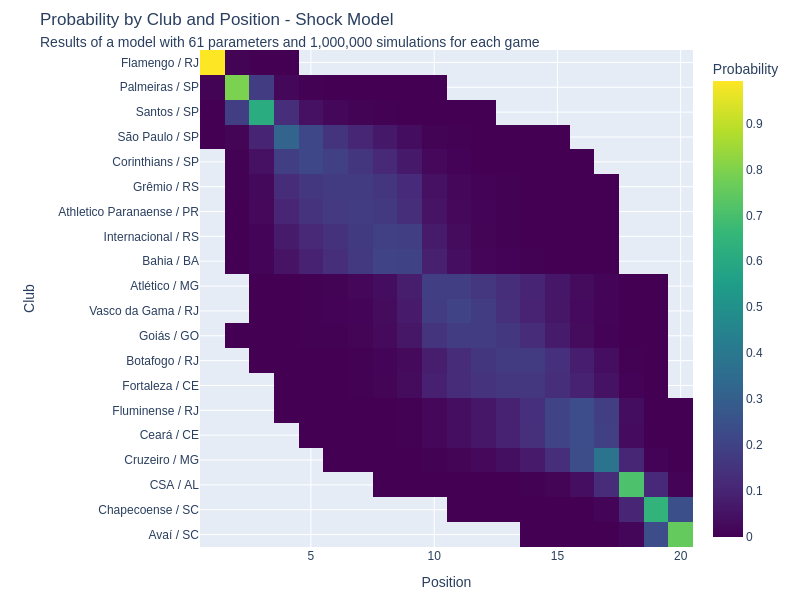 Probability by Club and Position - Shock Model
Results of a model with 61 parameters and 1,000,000 simulations for each game
Probability
Flamengo / RJ
Palmeiras / SP
Santos / SP
São Paulo / SP
Corinthians / SP
Grêmio / RS
Athletico Paranaense / PR
Internacional / RS
Bahia / BA
Atlético / MG
Vasco da Gama / RJ
Goiás / GO
Botafogo / RJ
Fortaleza / CE
Fluminense / RJ
Ceará / CE
Cruzeiro / MG
CSA / AL
Chapecoense / SC
Avaí / SC
Club
5
10
15
20
Position
0.9
0.8
0.7
0.6
0.5
0.4
0.3
0.2
0.1
0